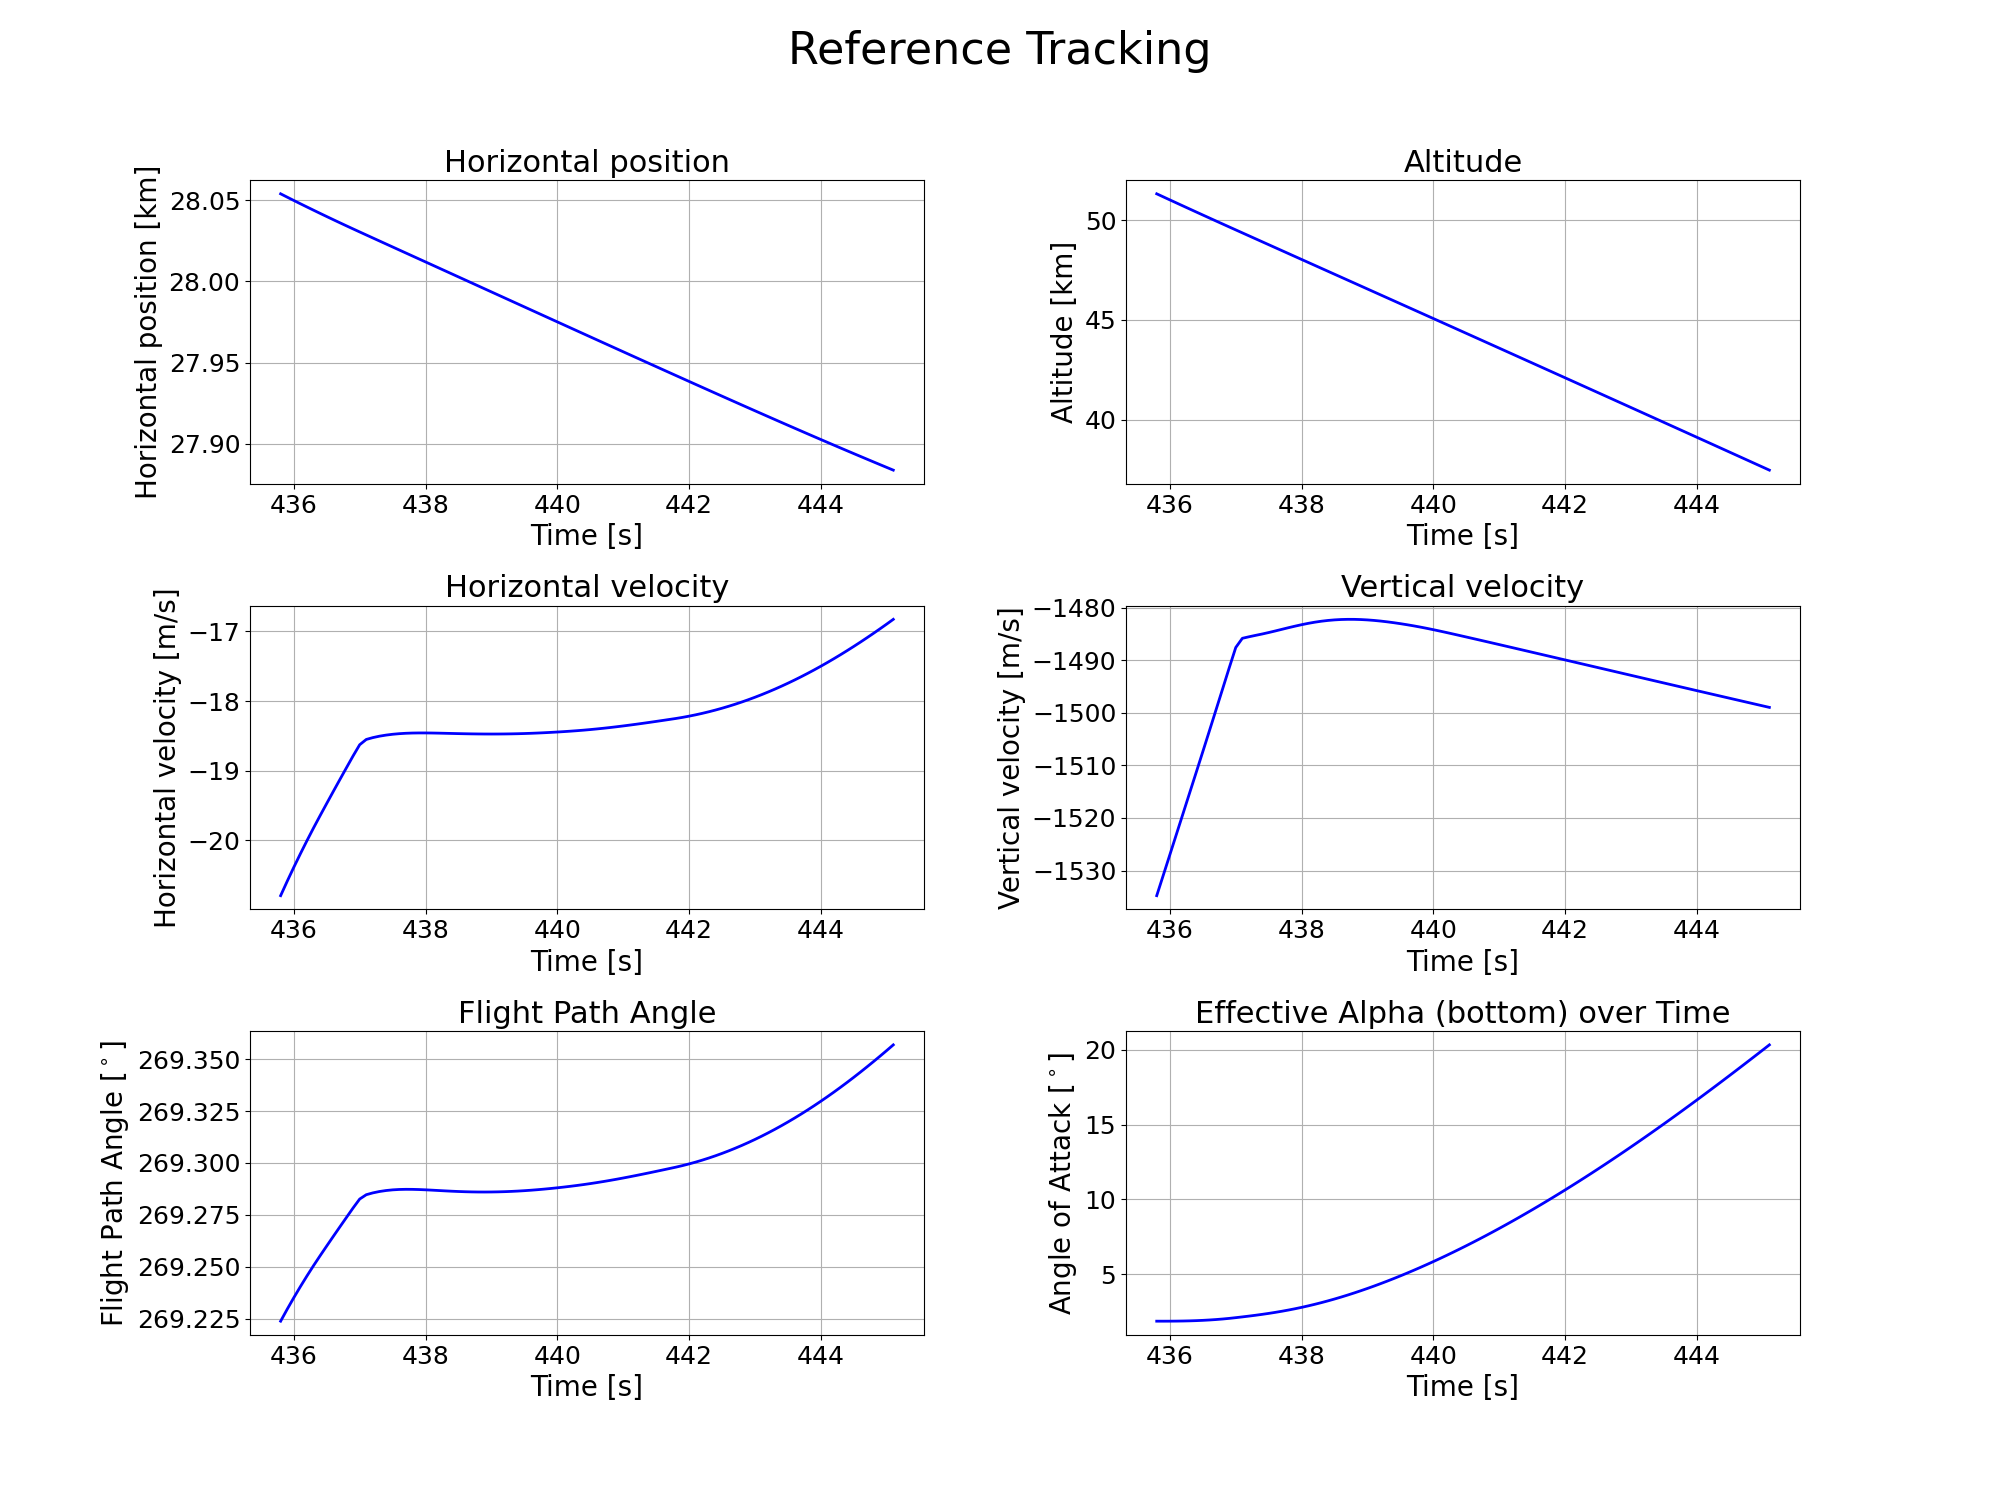 Reference Tracking
Horizontal position
Horizontal position [km]
28.05
28.00
27.95
27.90
436 438 440 442 444
Time [s]
Altitude
Altitude [km]
50
45
40
436 438 440 442 444
Time [s]
Horizontal velocity
Horizontal velocity [m/s]
−17
−18
−19
−20
436 438 440 442 444
Time [s]
Vertical velocity
Vertical velocity [m/s]
−1480
−1490
−1500
−1510
−1520
−1530
436 438 440 442 444
Time [s]
Flight Path Angle
Flight Path Angle [°]
269.350
269.325
269.300
269.275
269.250
269.225
436 438 440 442 444
Time [s]
Effective Alpha (bottom) over Time
Angle of Attack [°]
20
15
10
5
436 438 440 442 444
Time [s]